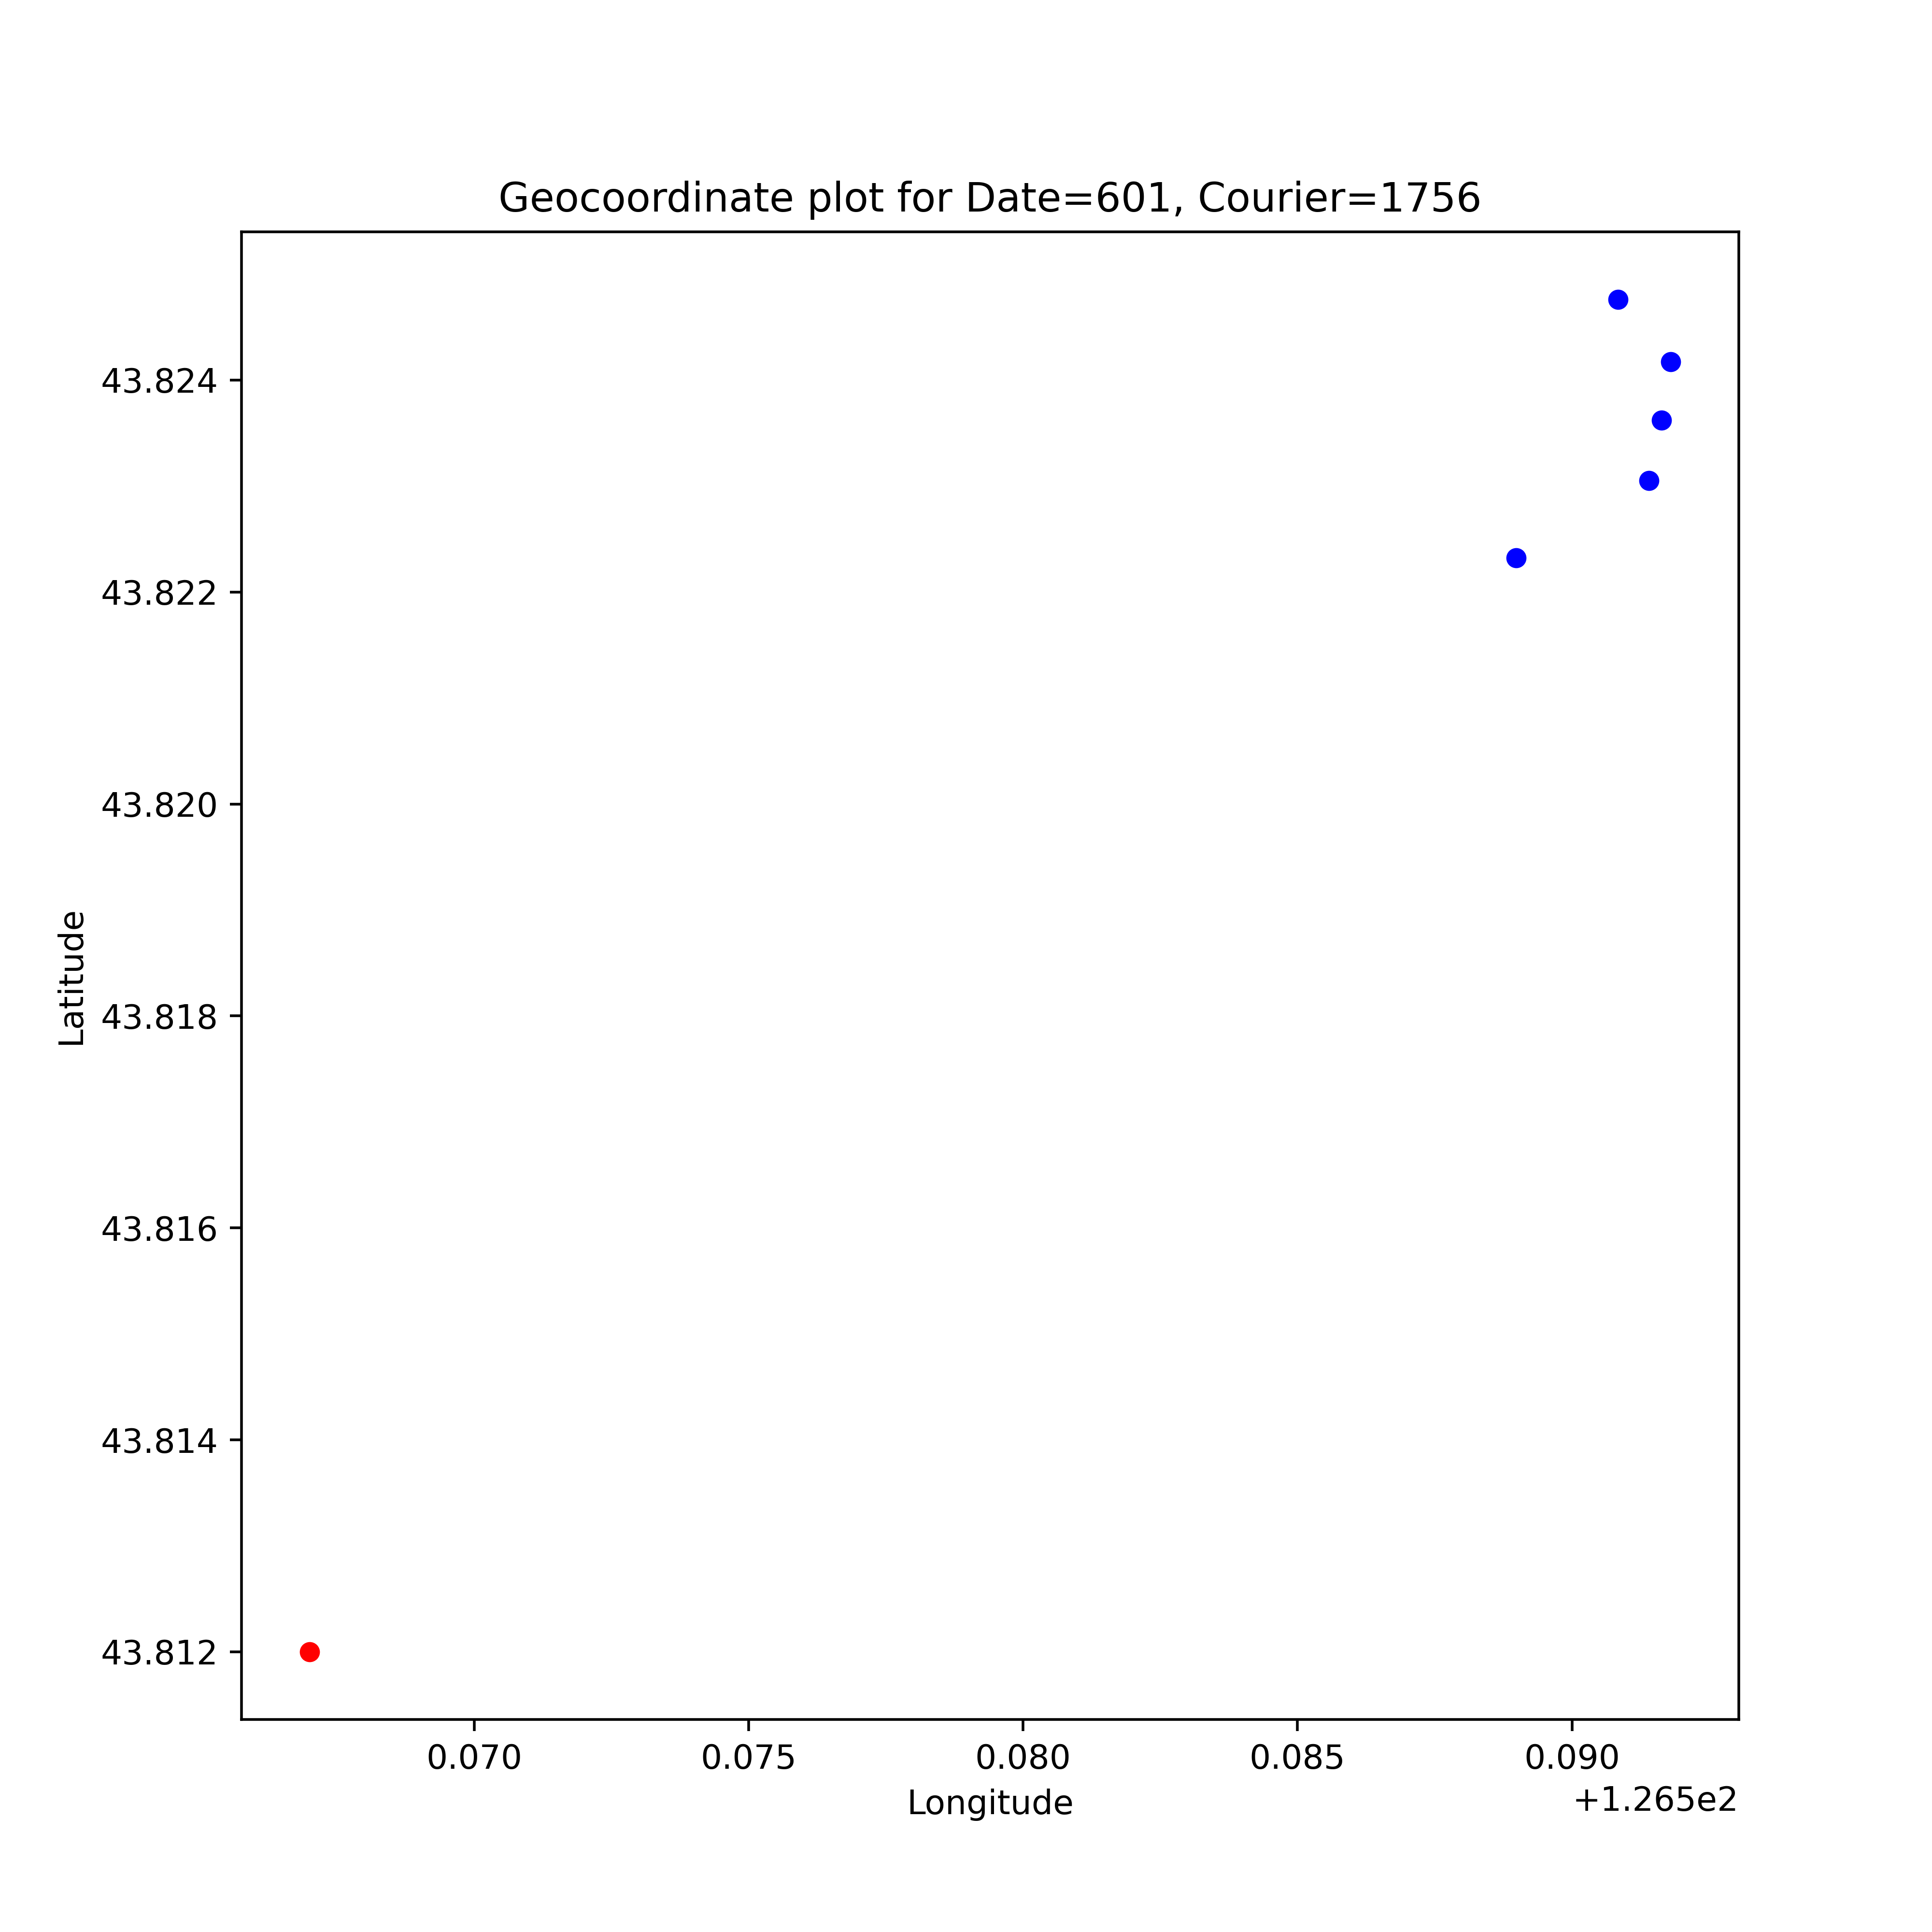 Geocoordinate plot for Date=601, Courier=1756
43.824
43.822
43.820
43.818
43.816
43.814
43.812
Latitude
0.070 0.075 0.080 0.085 0.090
Longitude
+1.265e2